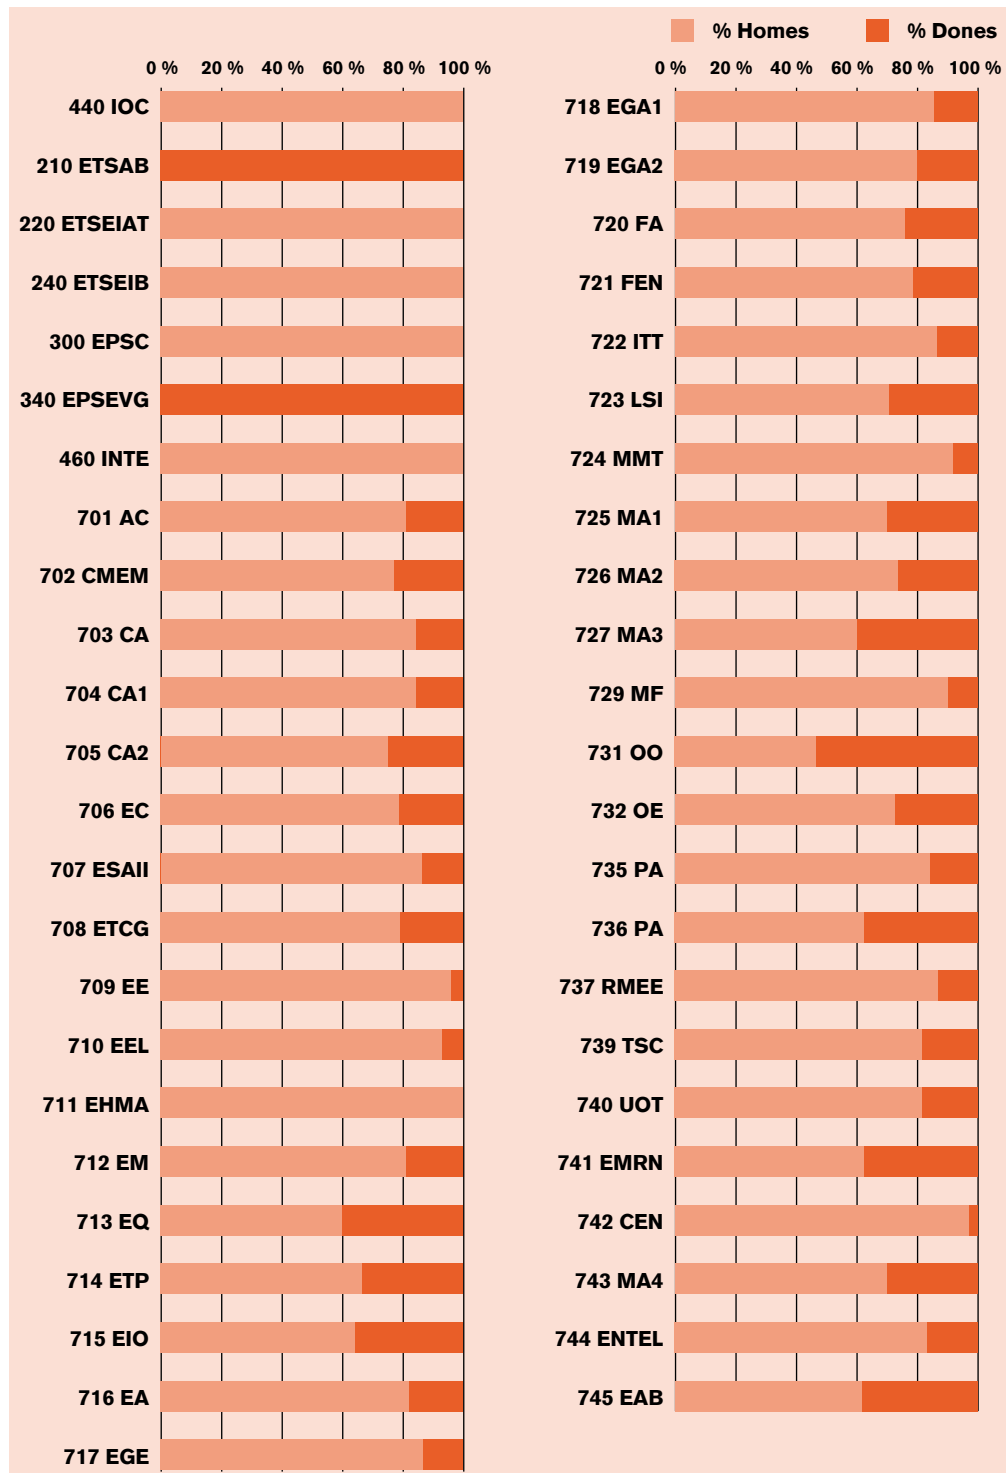 % Homes % Dones
0 % 20 % 40 % 60 % 80 % 100 %
440 IOC
210 ETSAB
220 ETSEIAT
240 ETSEIB
300 EPSC
340 EPSEVG
460 INTE
701 AC
702 CMEM
703 CA
704 CA1
705 CA2
706 EC
707 ESAII
708 ETCG
709 EE
710 EEL
711 EHMA
712 EM
713 EQ
714 ETP
715 EIO
716 EA
717 EGE
0 % 20 % 40 % 60 % 80 % 100 %
718 EGA1
719 EGA2
720 FA
721 FEN
722 ITT
723 LSI
724 MMT
725 MA1
726 MA2
727 MA3
729 MF
731 OO
732 OE
735 PA
736 PA
737 RMEE
739 TSC
740 UOT
741 EMRN
742 CEN
743 MA4
744 ENTEL
745 EAB